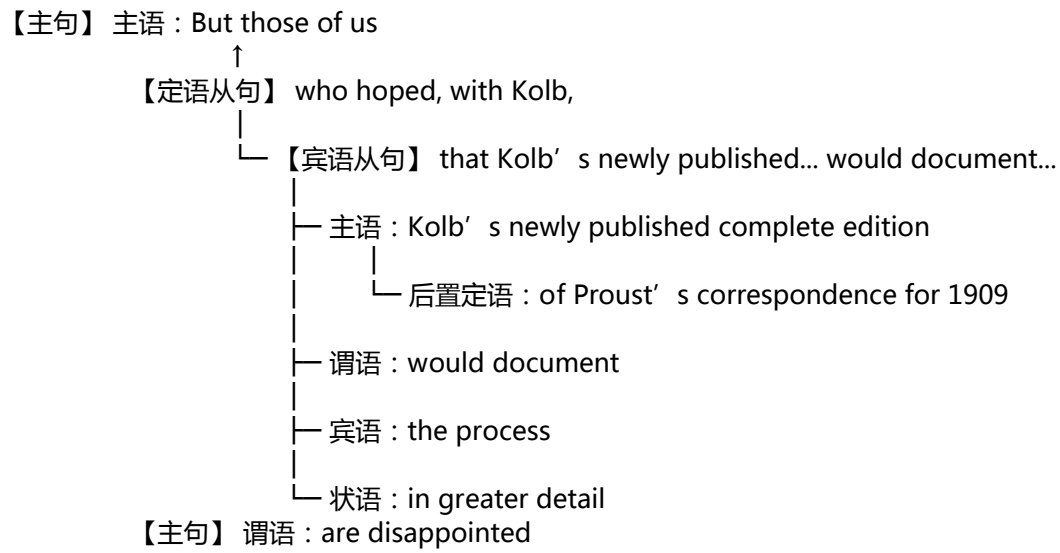 【主句】 主语：But those of us
↑
【定语从句】 who hoped, with Kolb,
【宾语从句】 that Kolb’s newly published... would document...
主语：Kolb’s newly published complete edition
后置定语：of Proust’s correspondence for 1909
谓语：would document
宾语：the process
状语：in greater detail
【主句】 谓语：are disappointed